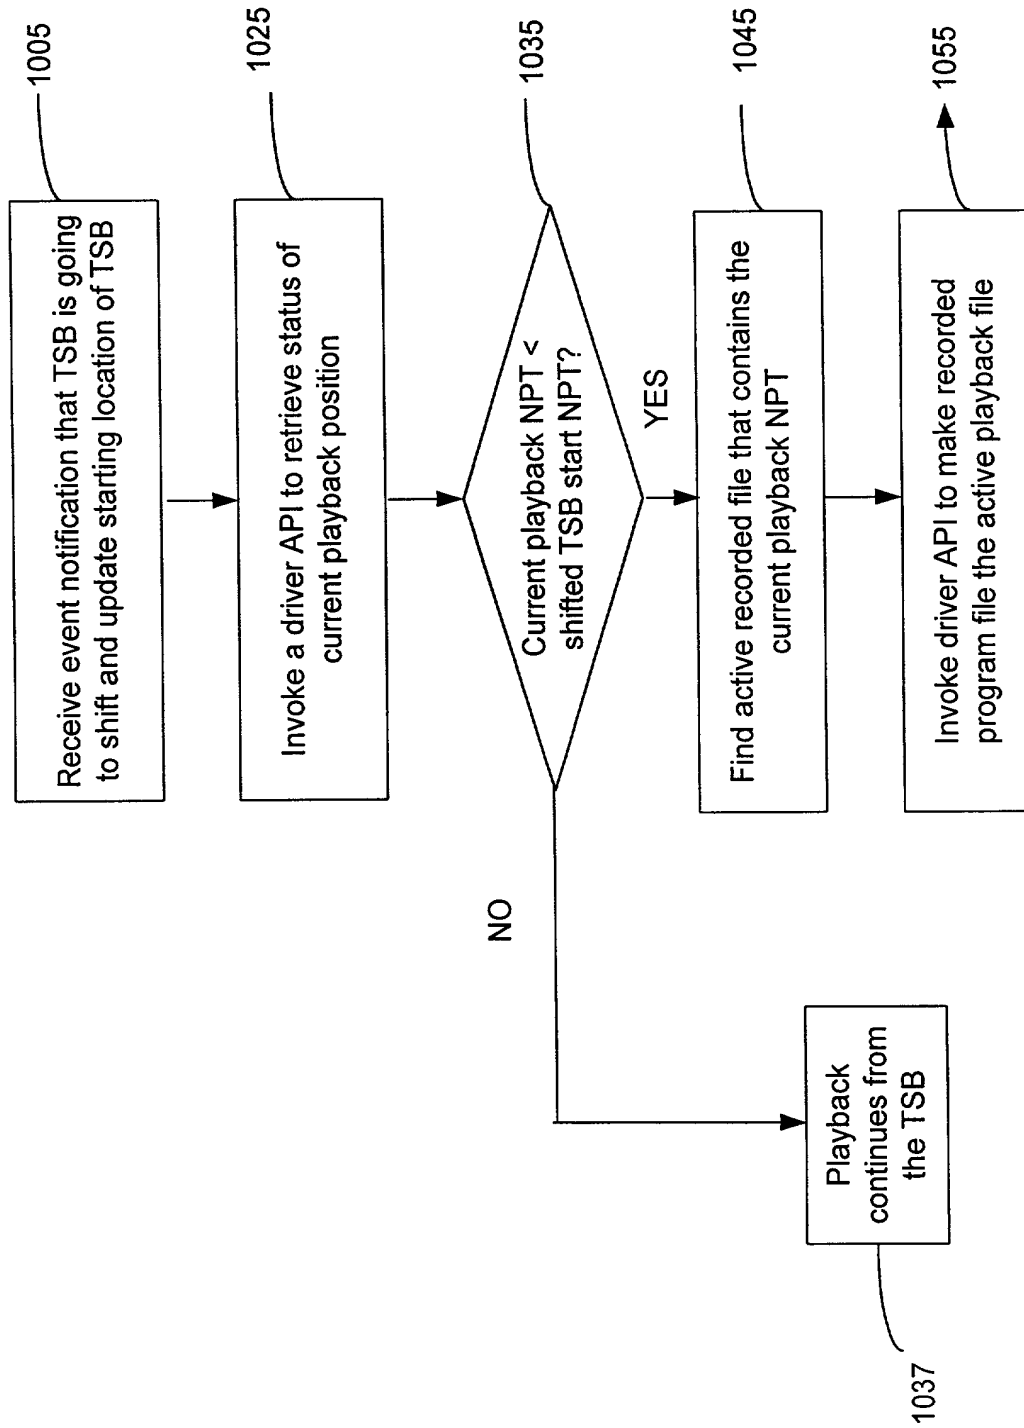 1005
Receive event notification that TSB is going
to shift and update starting location of TSB
1025
Invoke a driver API to retrieve status of
current playback position
1035
Current playback NPT <
shifted TSB start NPT?
NO
YES
1045
Find active recorded file that contains the
current playback NPT
1037
Playback
continues from
the TSB
1055
Invoke driver API to make recorded
program file the active playback file